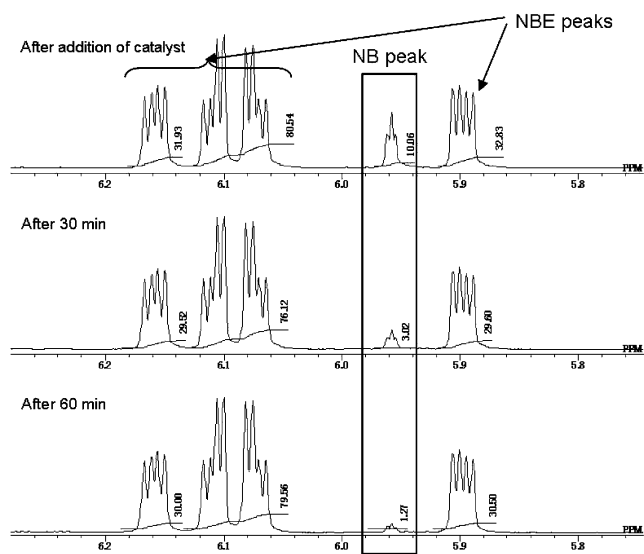 NBE peaks
After addition of catalyst
NB peak
31.93
80.54
10.06
32.83
6.2 6.1 6.0 5.9 5.8 PPM
After 30 min
29.52
76.12
3.02
29.60
6.2 6.1 6.0 5.9 5.8 PPM
After 60 min
30.00
79.56
1.27
30.50
6.2 6.1 6.0 5.9 5.8 PPM